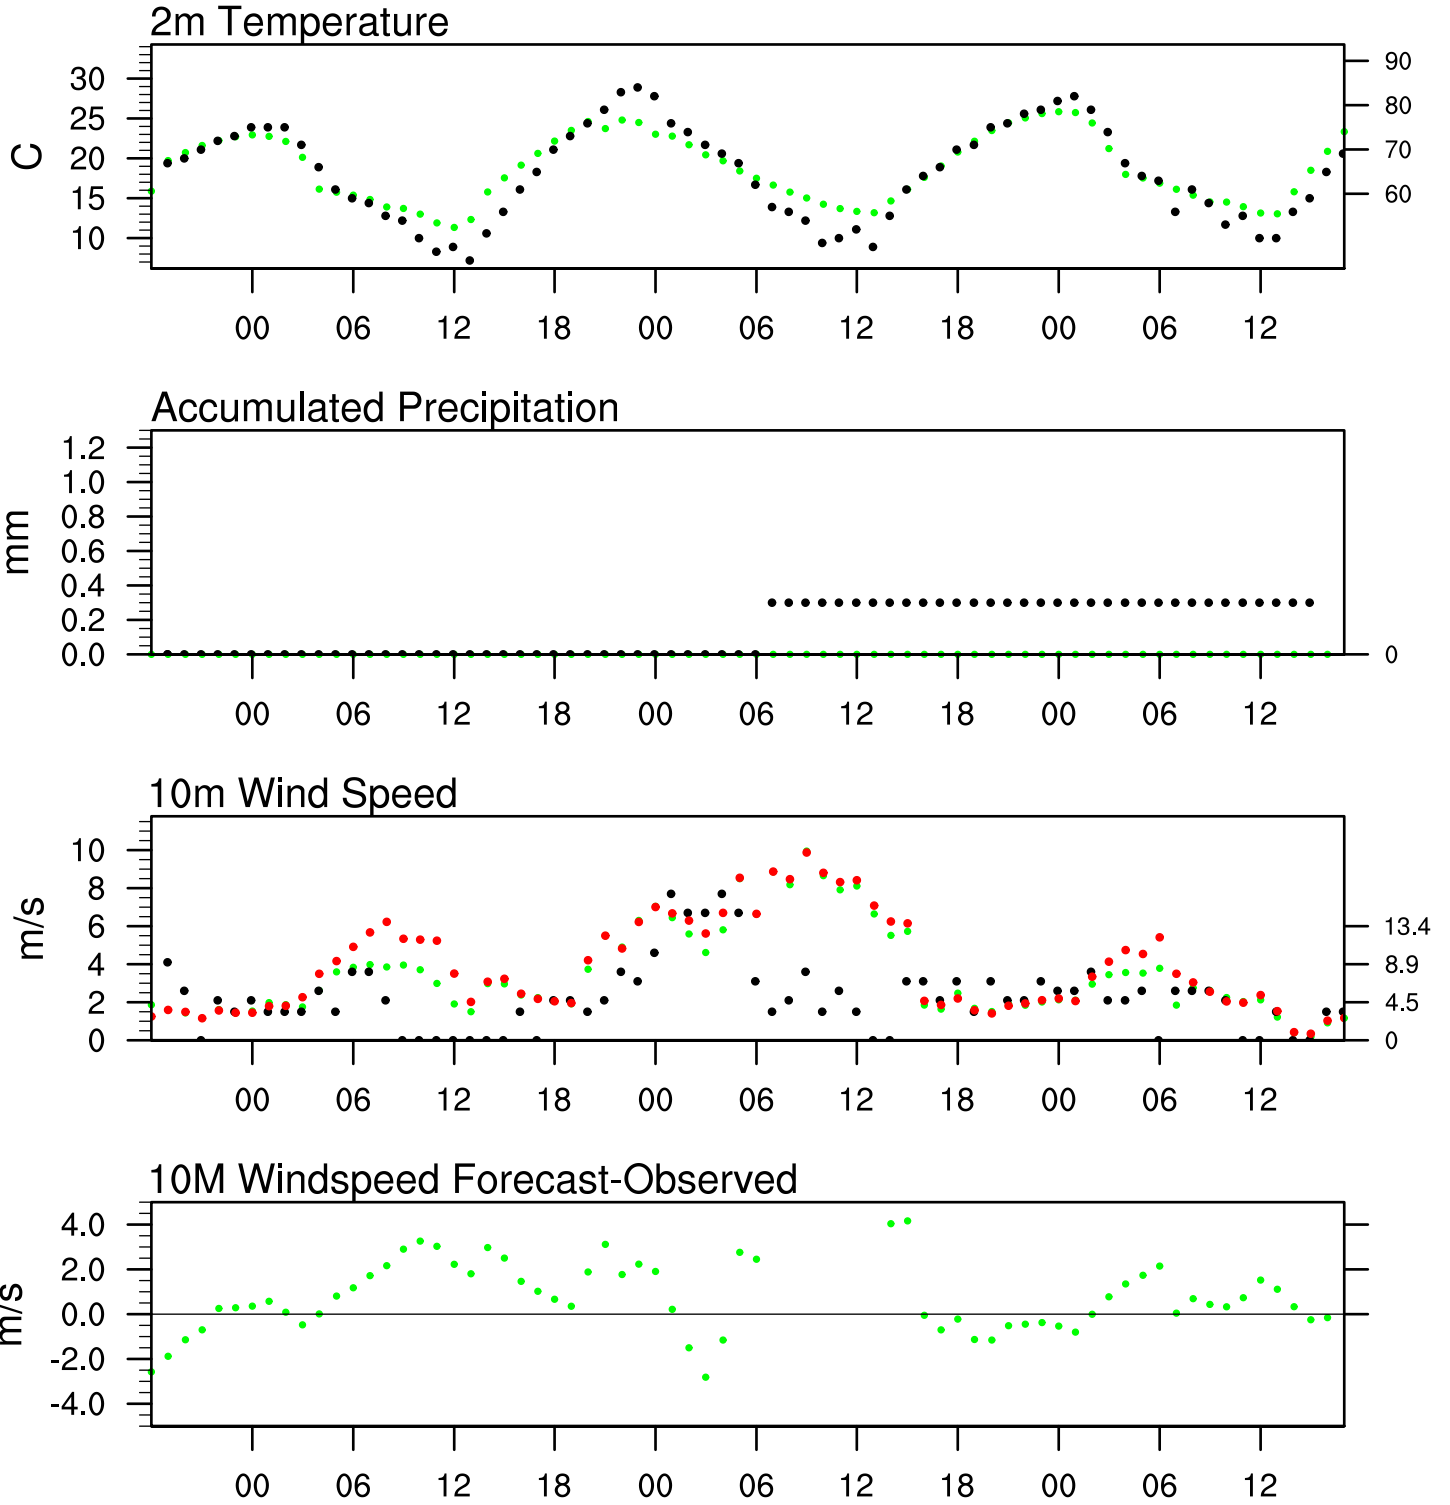 2m Temperature
30
25
20
15
10
C
90
80
70
60
00 06 12 18 00 06 12 18 00 06 12
Accumulated Precipitation
1.2
1.0
0.8
0.6
0.4
0.2
0.0
mm
0
00 06 12 18 00 06 12 18 00 06 12
10m Wind Speed
10
8
6
4
2
0
m/s
13.4
8.9
4.5
0
00 06 12 18 00 06 12 18 00 06 12
10M Windspeed Forecast-Observed
4.0
2.0
0.0
-2.0
-4.0
m/s
00 06 12 18 00 06 12 18 00 06 12